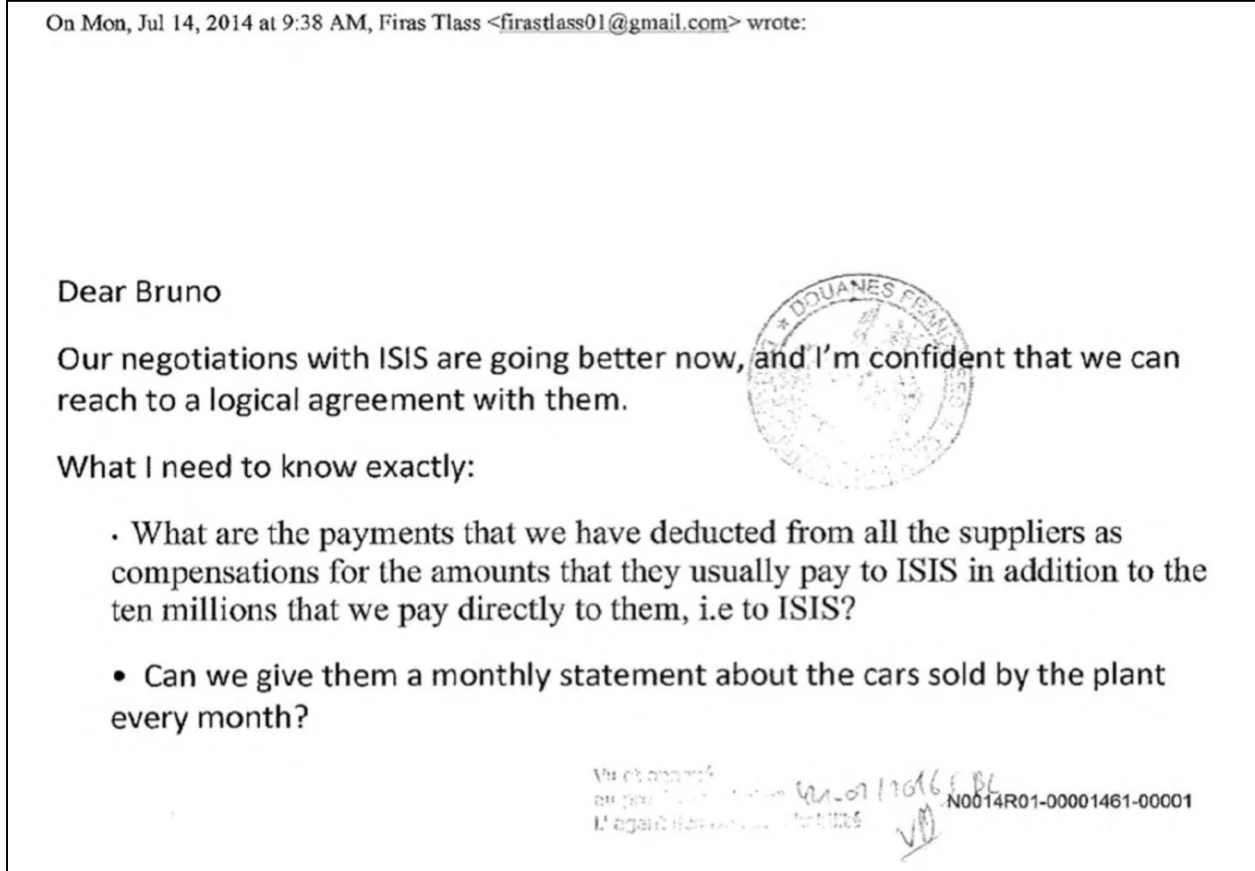 On Mon, Jul 14, 2014 at 9:38 AM, Firas Tlass <firastlass01@gmail.com> wrote:
Dear Bruno
Our negotiations with ISIS are going better now, and I'm confident that we can
reach to a logical agreement with them.
What I need to know exactly:
· What are the payments that we have deducted from all the suppliers as
compensations for the amounts that they usually pay to ISIS in addition to the
ten millions that we pay directly to them, i.e to ISIS?
• Can we give them a monthly statement about the cars sold by the plant
every month?
DOUANES
L'agent
N0014R01-00001461-00001